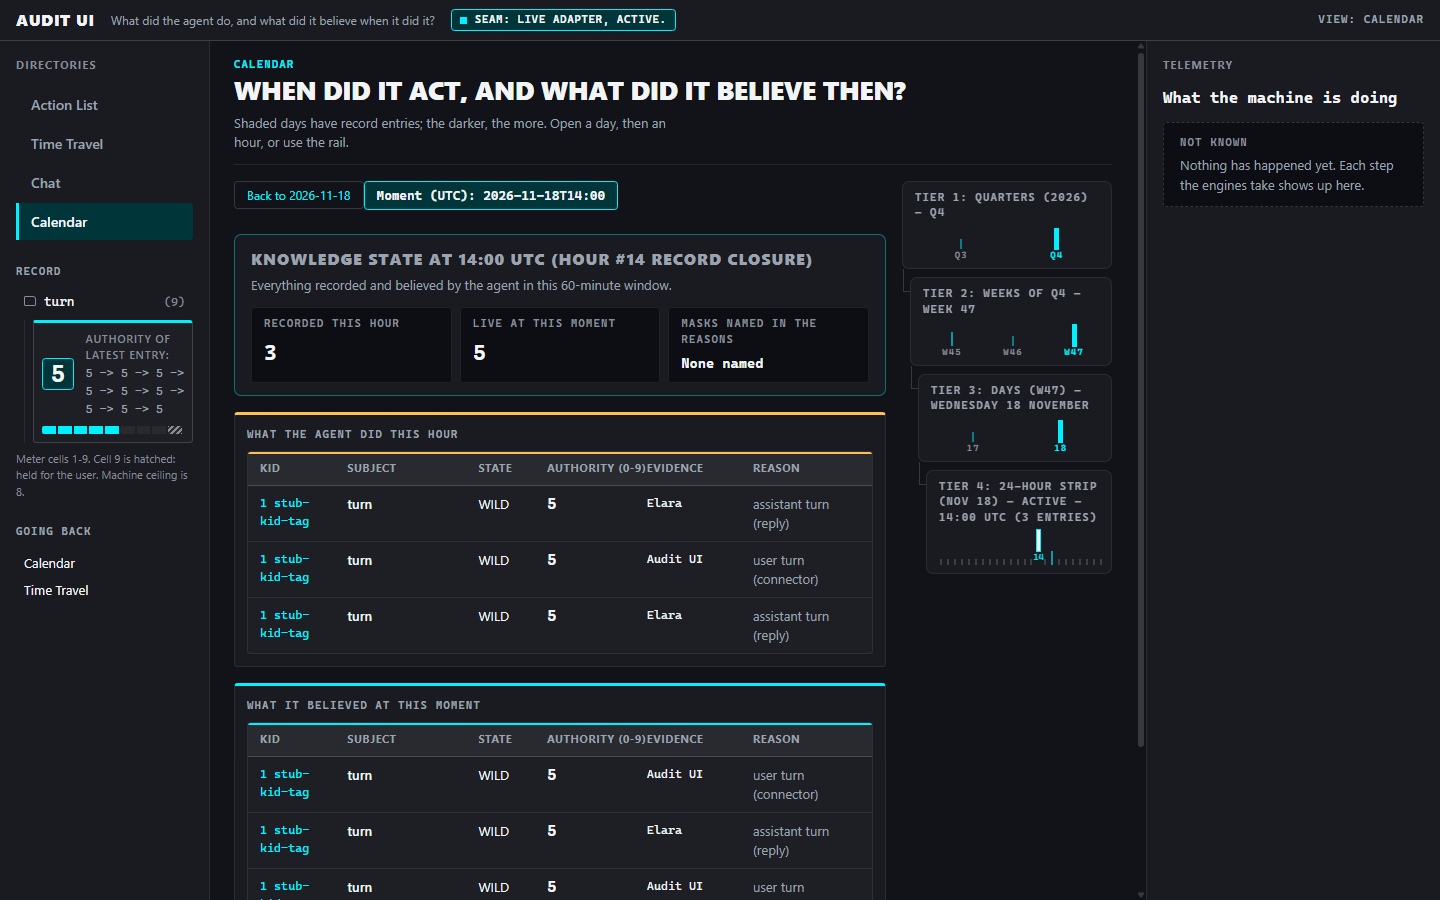 AUDIT UI
What did the agent do, and what did it believe when it did it?
SEAM: LIVE ADAPTER, ACTIVE.
VIEW: CALENDAR
DIRECTORIES
Action List
Time Travel
Chat
Calendar
RECORD
turn
(9)
AUTHORITY OF
LATEST ENTRY:
5
5 -> 5 -> 5 ->
5 -> 5 -> 5 ->
5 -> 5 -> 5
Meter cells 1-9. Cell 9 is hatched:
held for the user. Machine ceiling is
8.
GOING BACK
Calendar
Time Travel
CALENDAR
WHEN DID IT ACT, AND WHAT DID IT BELIEVE THEN?
Shaded days have record entries; the darker, the more. Open a day, then an
hour, or use the rail.
Back to 2026-11-18
Moment (UTC): 2026-11-18T14:00
KNOWLEDGE STATE AT 14:00 UTC (HOUR #14 RECORD CLOSURE)
Everything recorded and believed by the agent in this 60-minute window.
RECORDED THIS HOUR
3
LIVE AT THIS MOMENT
5
MASKS NAMED IN THE
REASONS
None named
WHAT THE AGENT DID THIS HOUR
KID SUBJECT STATE AUTHORITY (0-9) EVIDENCE REASON
1 stub- turn WILD 5 Elara assistant turn
kid-tag (reply)
1 stub- turn WILD 5 Audit UI user turn
kid-tag (connector)
1 stub- turn WILD 5 Elara assistant turn
kid-tag (reply)
WHAT IT BELIEVED AT THIS MOMENT
KID SUBJECT STATE AUTHORITY (0-9) EVIDENCE REASON
1 stub- turn WILD 5 Audit UI user turn
kid-tag (connector)
1 stub- turn WILD 5 Elara assistant turn
kid-tag (reply)
1 stub- turn WILD 5 Audit UI user turn
TIER 1: QUARTERS (2026)
— Q4
Q3 Q4
TIER 2: WEEKS OF Q4 —
WEEK 47
W45 W46 W47
TIER 3: DAYS (W47) —
WEDNESDAY 18 NOVEMBER
17 18
TIER 4: 24-HOUR STRIP
(NOV 18) — ACTIVE —
14:00 UTC (3 ENTRIES)
14
TELEMETRY
What the machine is doing
NOT KNOWN
Nothing has happened yet. Each step
the engines take shows up here.